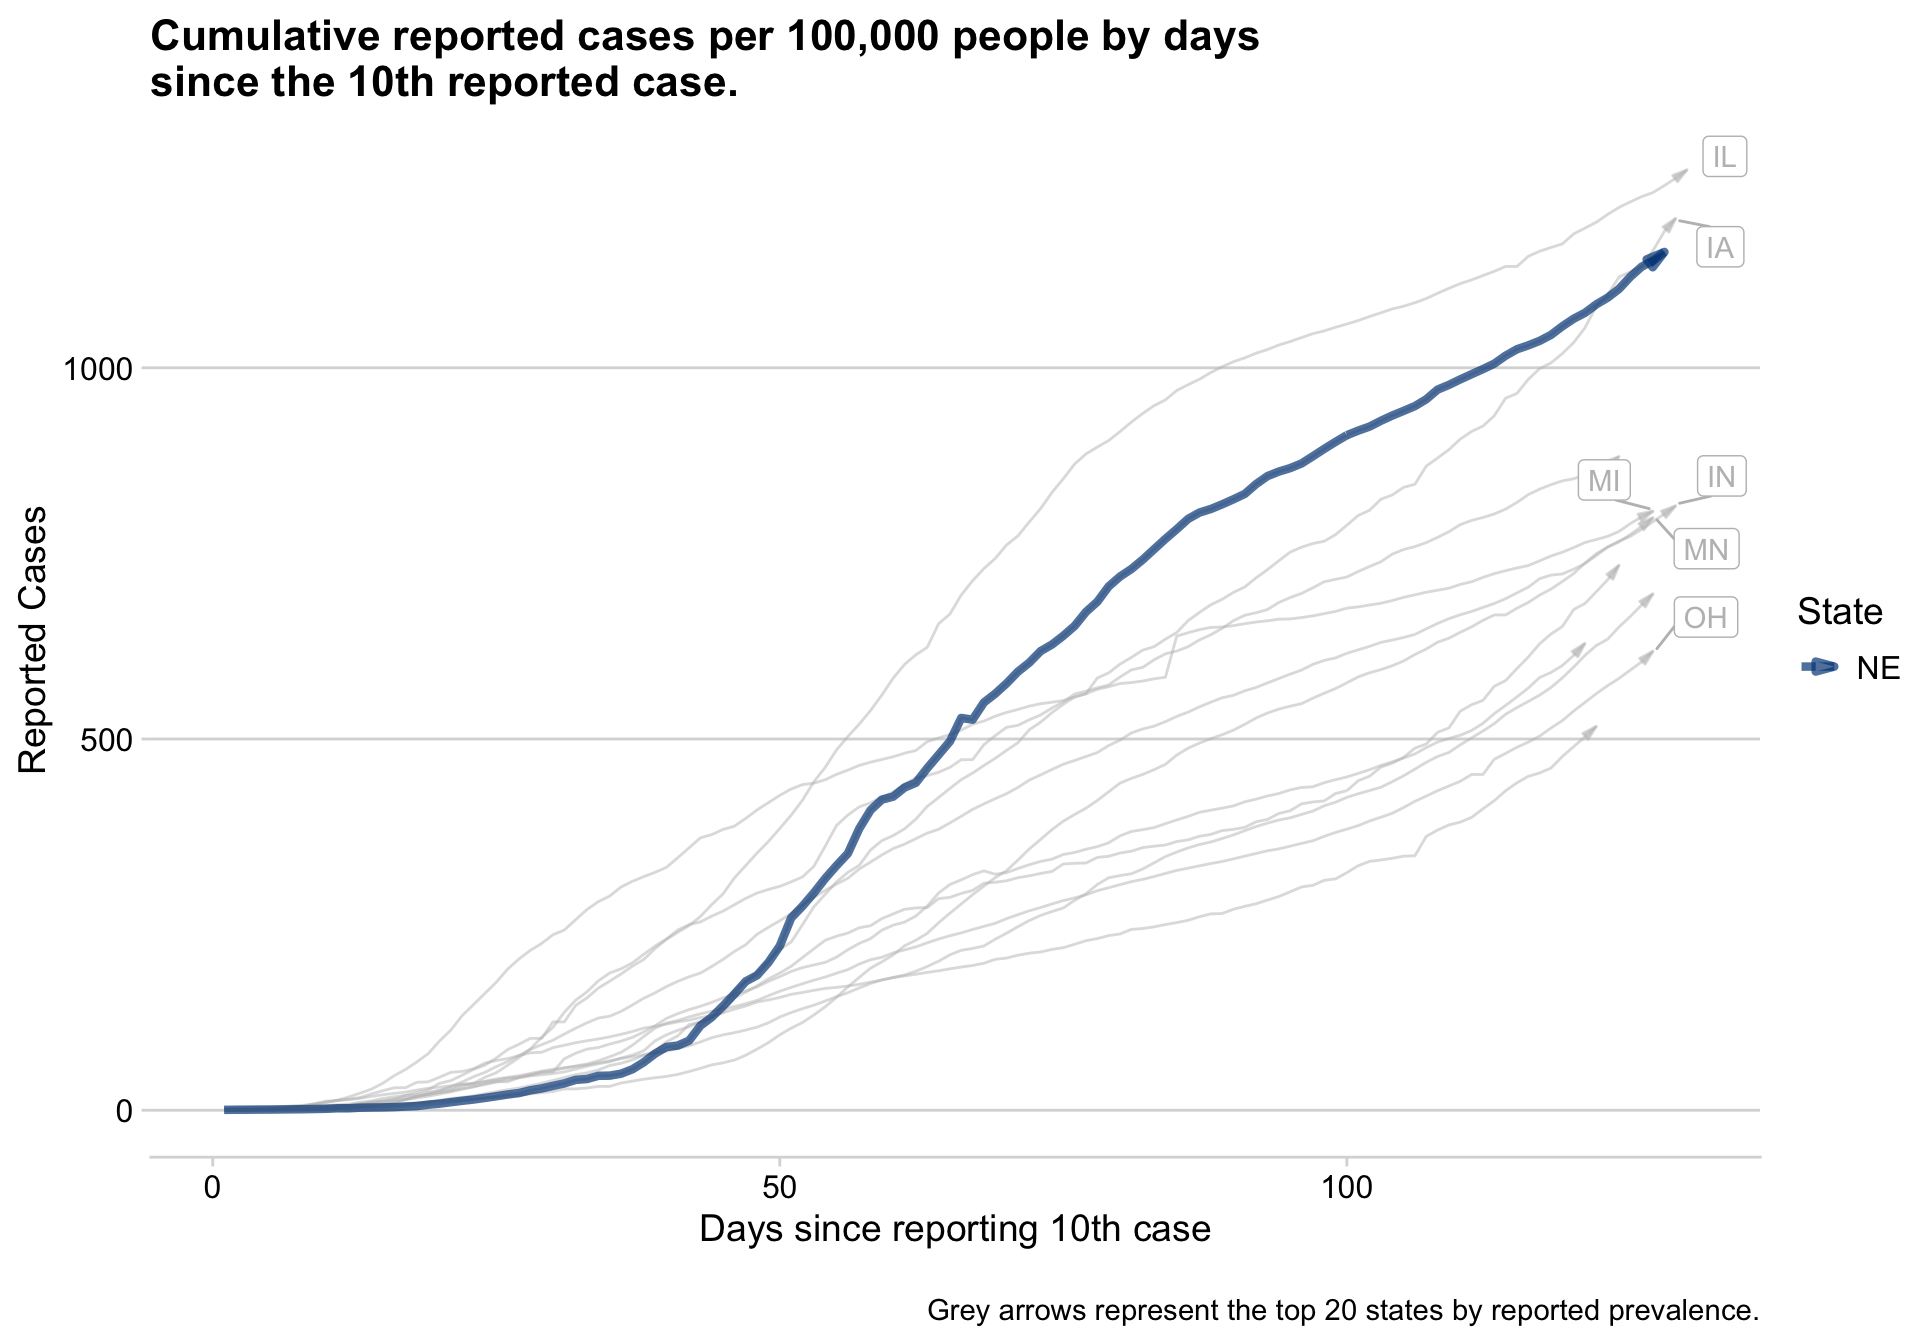 Cumulative reported cases per 100,000 people by days
since the 10th reported case.
IL
IA
MI
IN
MN
OH
1000
500
0
Reported Cases
State
NE
0
50
100
Days since reporting 10th case
Grey arrows represent the top 20 states by reported prevalence.